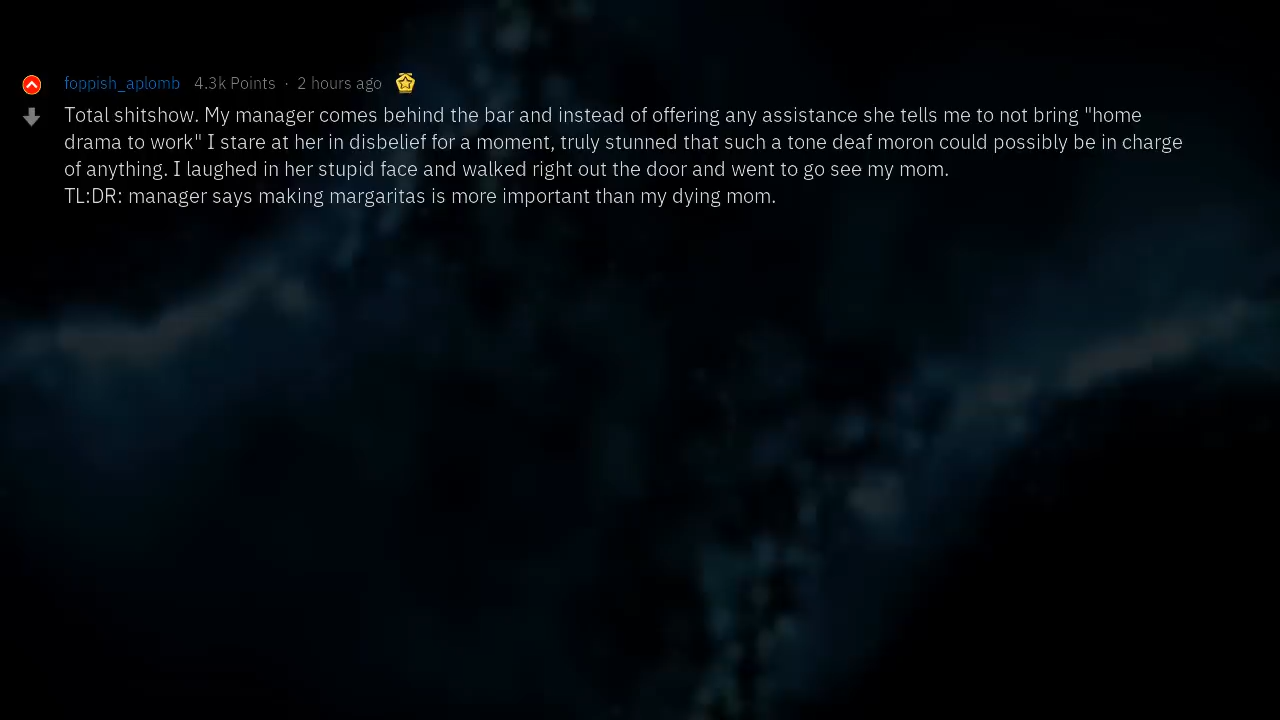 foppish_aplomb 4.3k Points · 2 hours ago
Total shitshow. My manager comes behind the bar and instead of offering any assistance she tells me to not bring "home
drama to work" I stare at her in disbelief for a moment, truly stunned that such a tone deaf moron could possibly be in charge
of anything. I laughed in her stupid face and walked right out the door and went to go see my mom.
TL:DR: manager says making margaritas is more important than my dying mom.